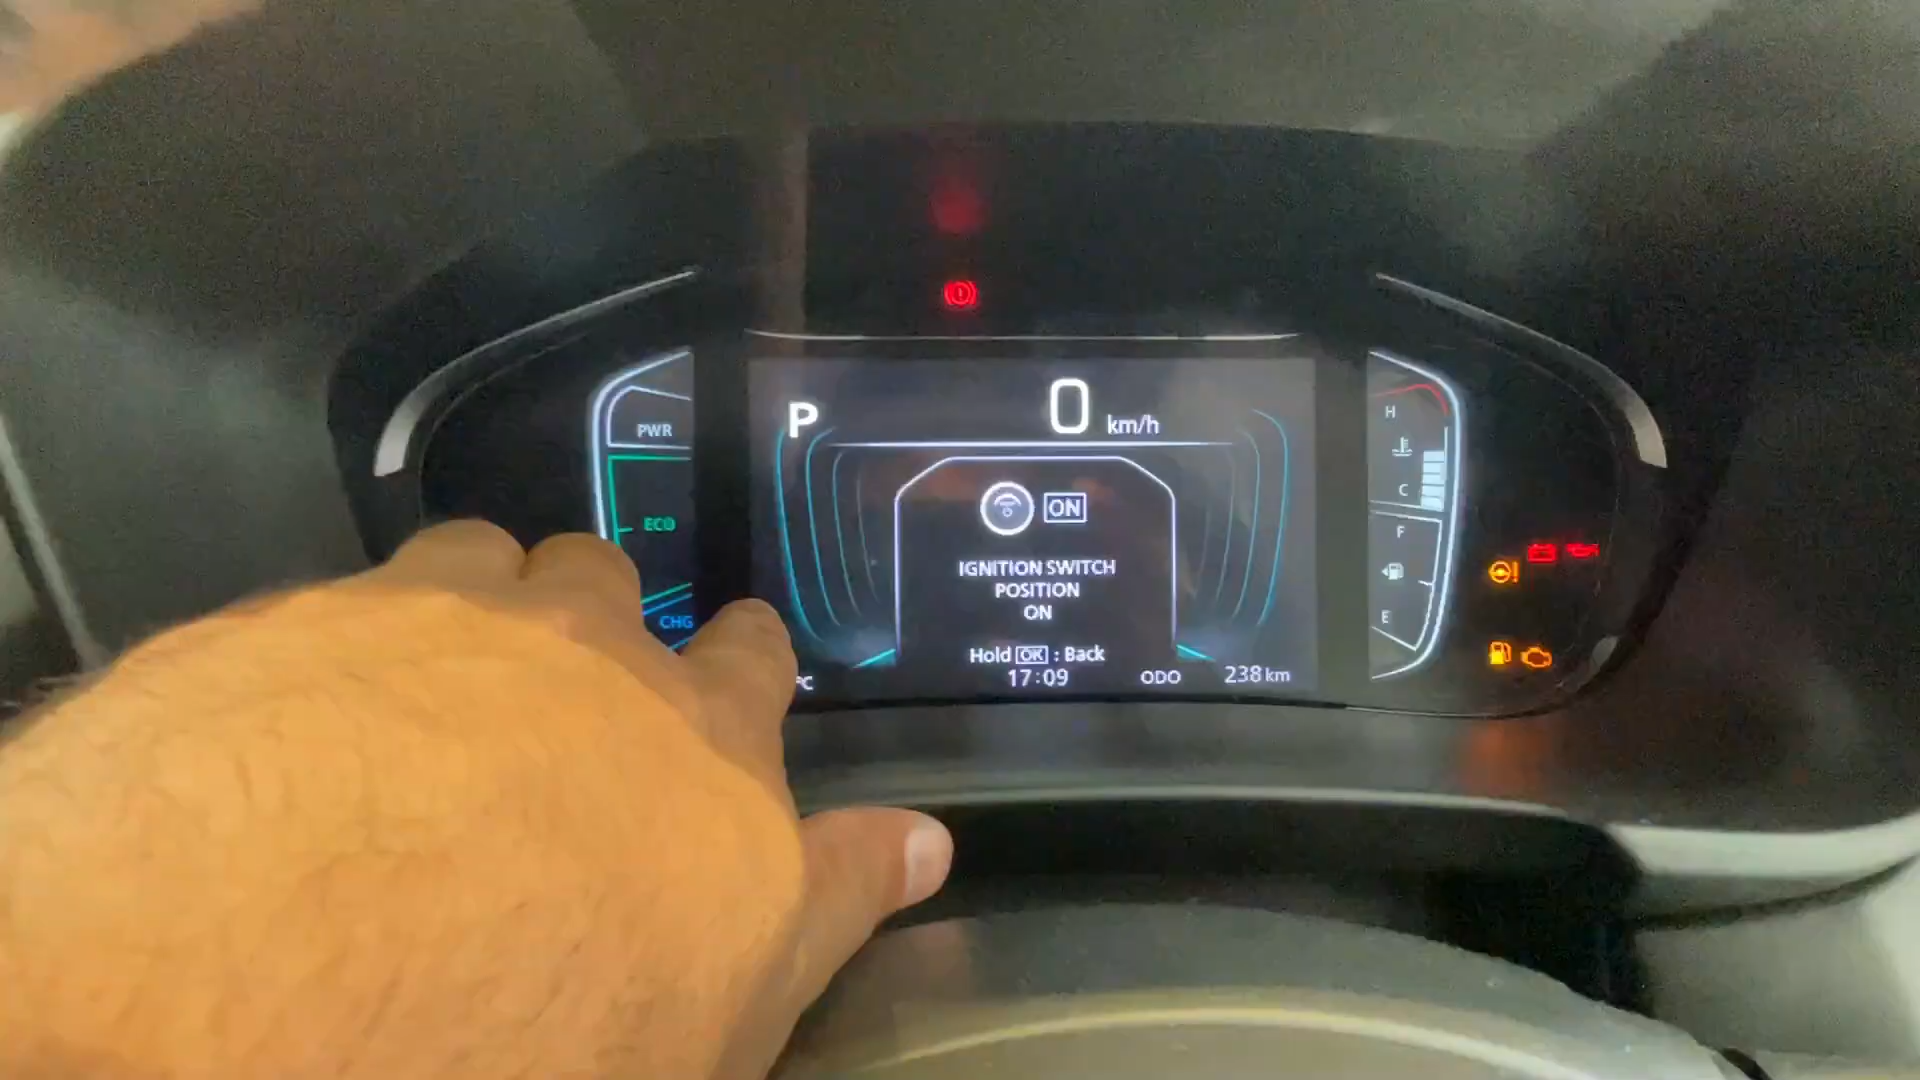 P
0 km/h
PWR
ECO
CHG
ON
IGNITION SWITCH
POSITION
ON
Hold OK : Back
17:09
ODO 238 km
H
C
F
E